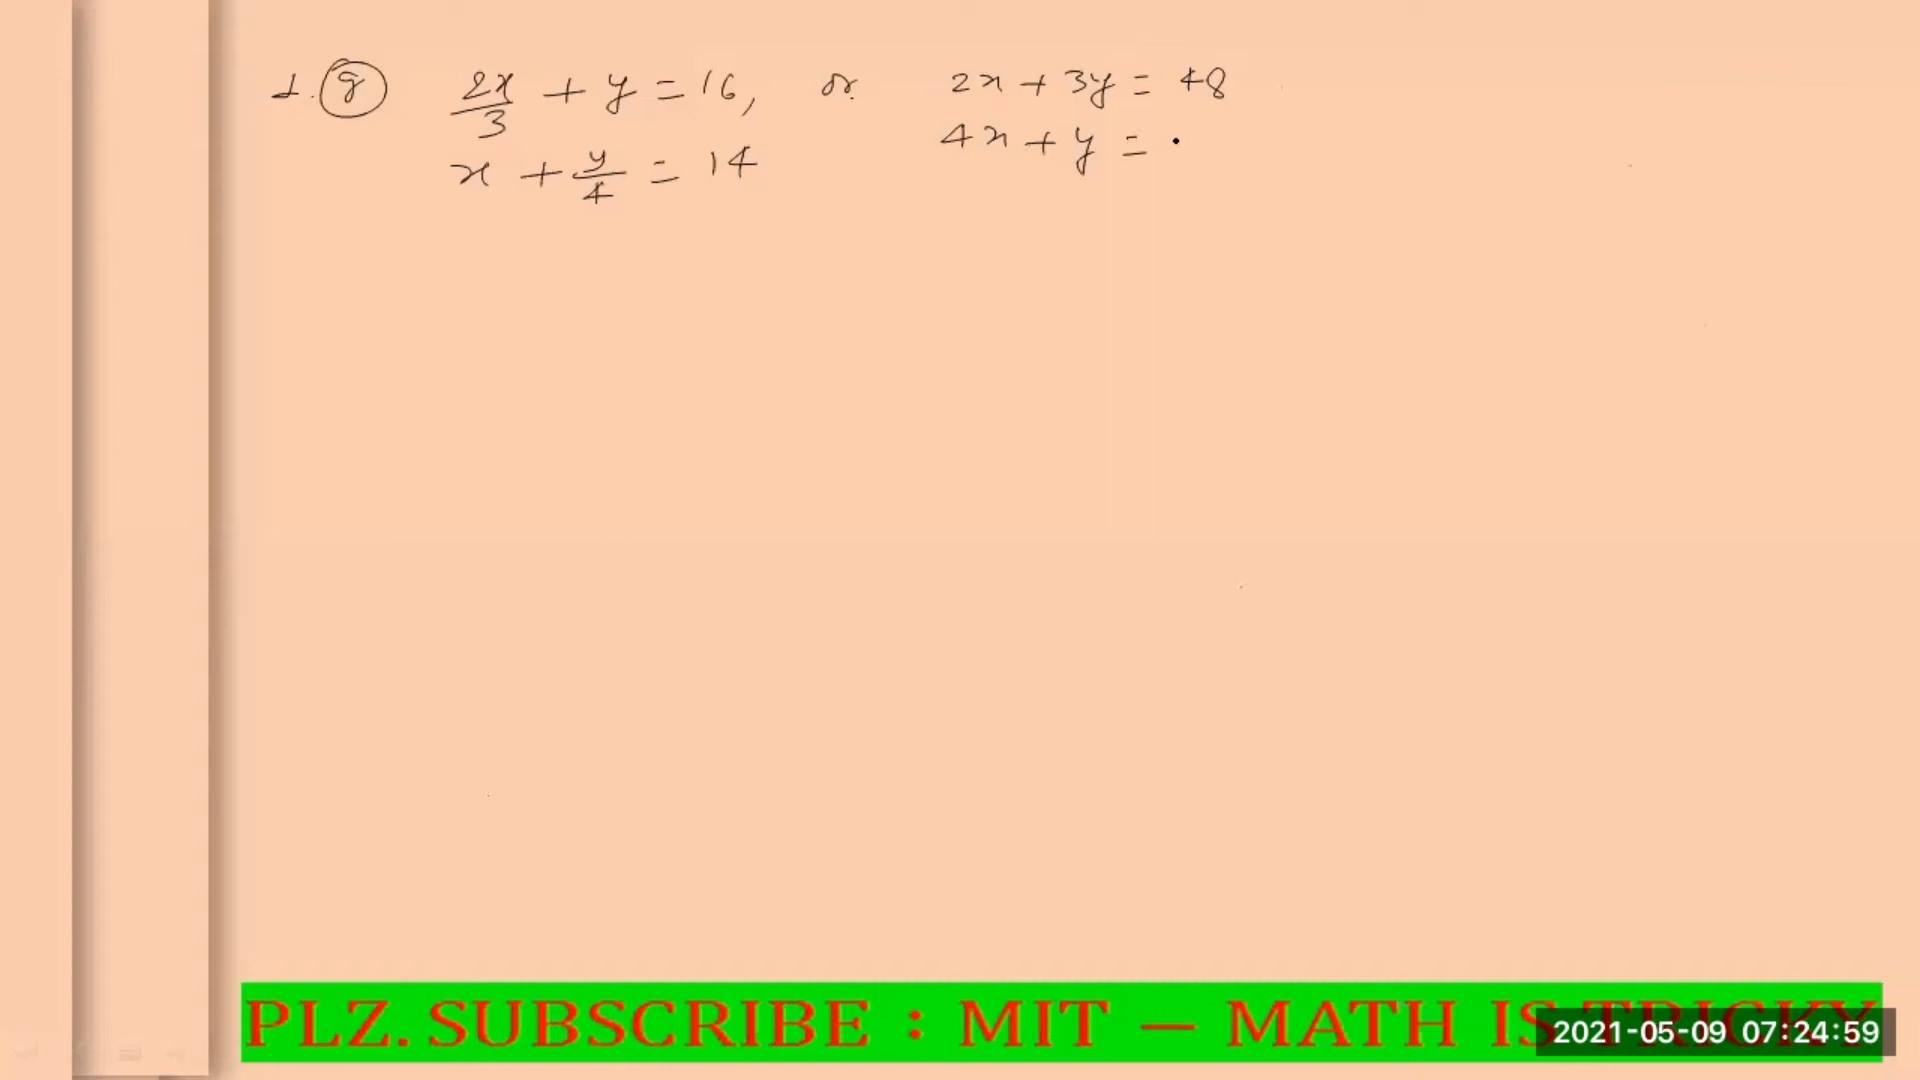 1. (g) 2x/3 + y = 16, or 2x + 3y = 48
x + y/4 = 14 4x + y =
PLZ. SUBSCRIBE : MIT – MATH IS TRICKY
2021-05-09 07:24:59